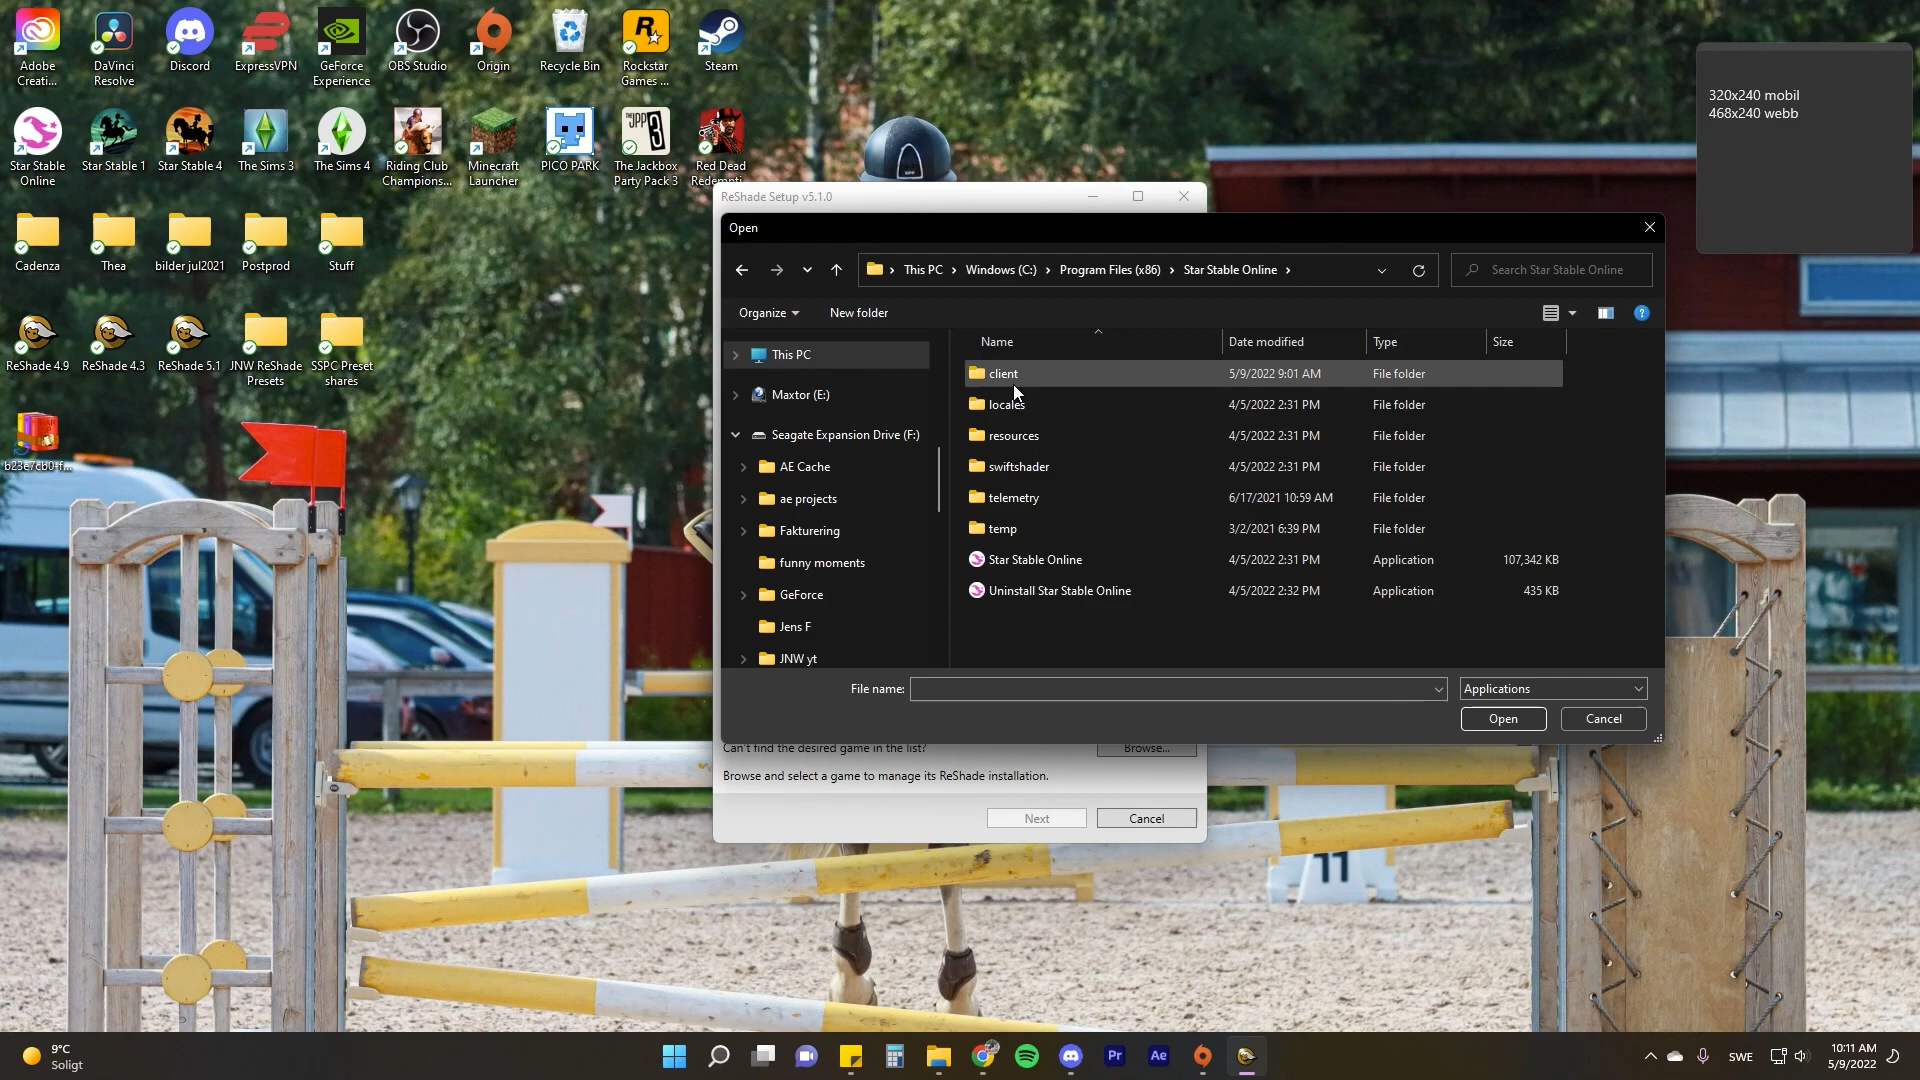 Adobe Creati...
DaVinci Resolve
Discord
ExpressVPN
GeForce Experience
OBS Studio
Origin
Recycle Bin
Rockstar Games ...
Steam
Star Stable Online
Star Stable 1
Star Stable 4
The Sims 3
The Sims 4
Riding Club Champions...
Minecraft Launcher
PICO PARK
The Jackbox Party Pack 3
Red Dead Redempti...
Cadenza
Thea
bilder jul2021
Postprod
Stuff
ReShade 4.9
ReShade 4.3
ReShade 5.1
JNW ReShade Presets
SSPC Preset shares
b23e7cb0-f...
320x240 mobil
468x240 webb
ReShade Setup v5.1.0
Open
This PC > Windows (C:) > Program Files (x86) > Star Stable Online >
Search Star Stable Online
Organize
New folder
This PC
Maxtor (E:)
Seagate Expansion Drive (F:)
AE Cache
ae projects
Fakturering
funny moments
GeForce
Jens F
JNW yt
Name Date modified Type Size
client 5/9/2022 9:01 AM File folder
locales 4/5/2022 2:31 PM File folder
resources 4/5/2022 2:31 PM File folder
swiftshader 4/5/2022 2:31 PM File folder
telemetry 6/17/2021 10:59 AM File folder
temp 3/2/2021 6:39 PM File folder
Star Stable Online 4/5/2022 2:31 PM Application 107,342 KB
Uninstall Star Stable Online 4/5/2022 2:32 PM Application 435 KB
File name:
Applications
Open
Cancel
Can't find the desired game in the list?
Browse...
Browse and select a game to manage its ReShade installation.
Next
Cancel
11
9°C
Soligt
Pr
Ae
SWE
10:11 AM
5/9/2022